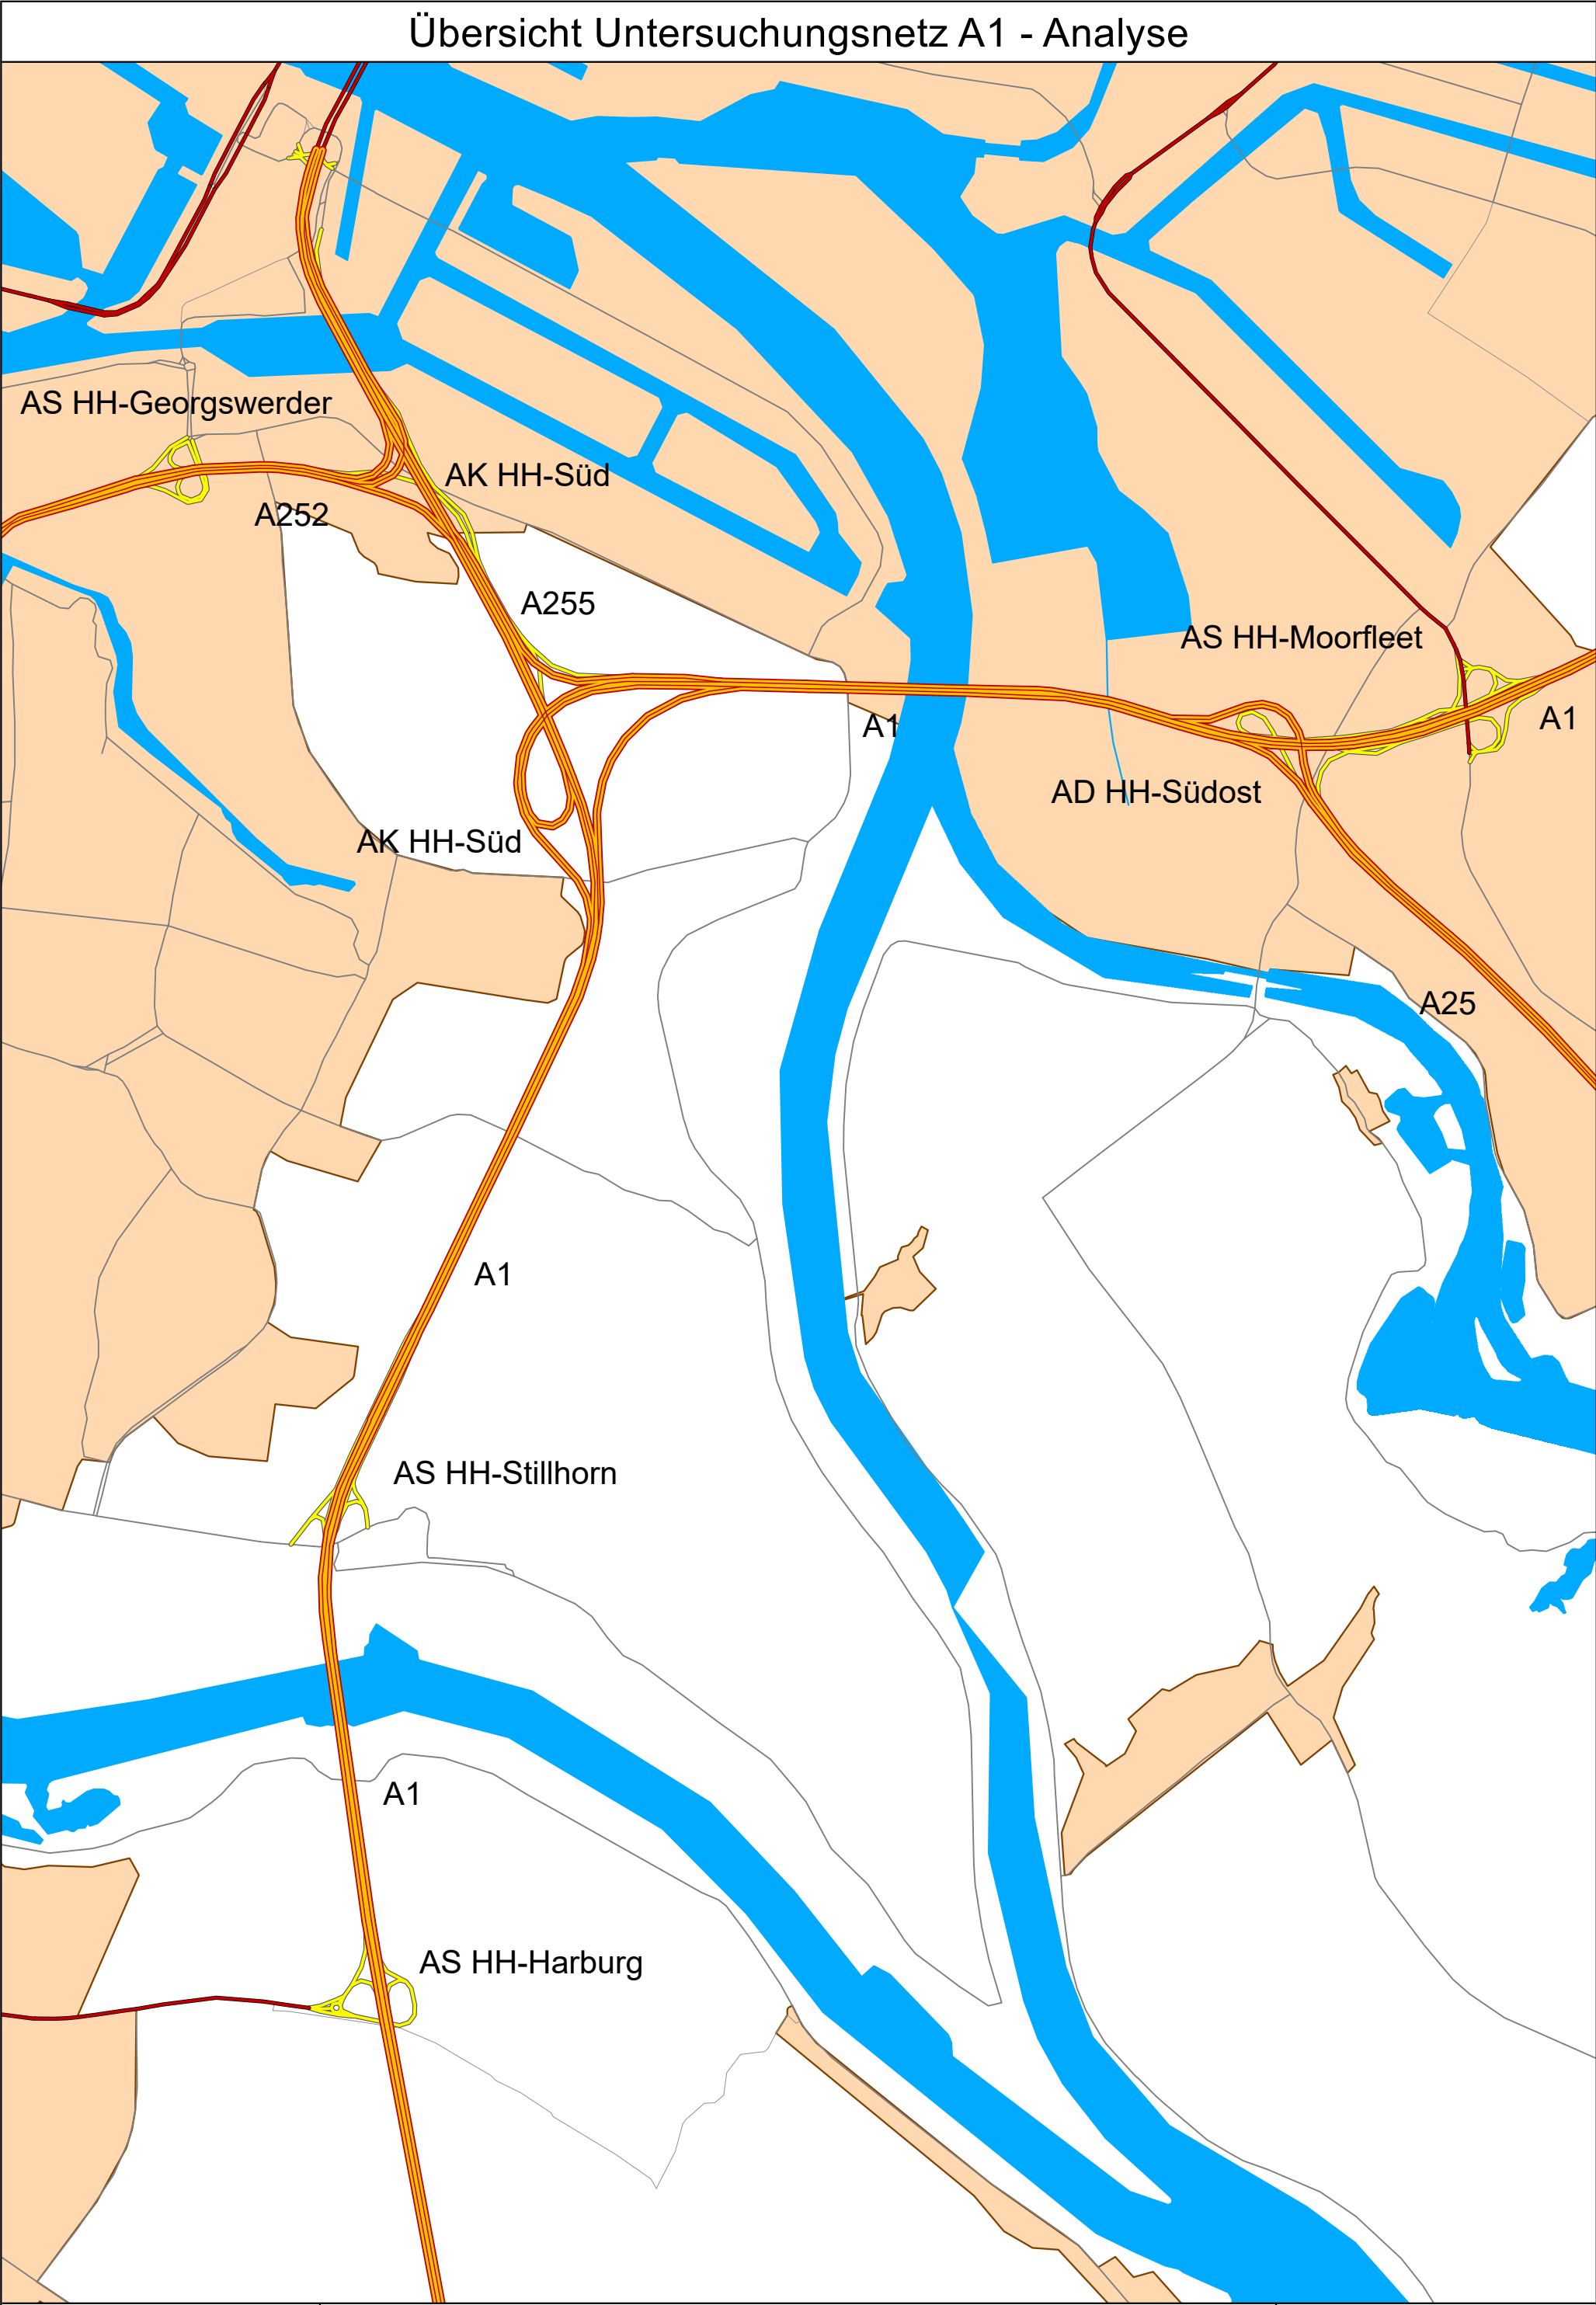 Übersicht Untersuchungsnetz A1 - Analyse
AS HH-Georgswerder
AK HH-Süd
A252
A255
AS HH-Moorfleet
A1
A1
AD HH-Südost
AK HH-Süd
A25
A1
AS HH-Stillhorn
A1
AS HH-Harburg